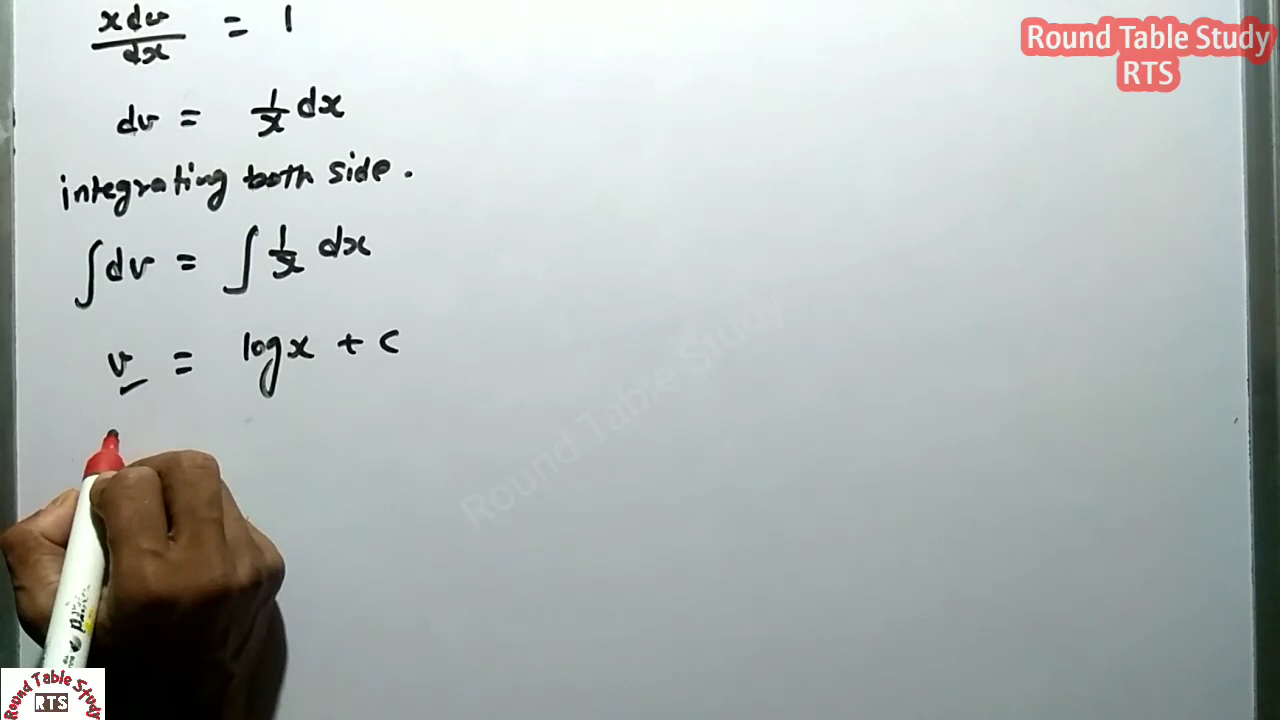 xdv/dx = 1
dv = 1/x dx
integrating both side.
∫dv = ∫ 1/x dx
v = logx + c
Round Table Study
RTS
Round Table Study
Round Table Study
RTS